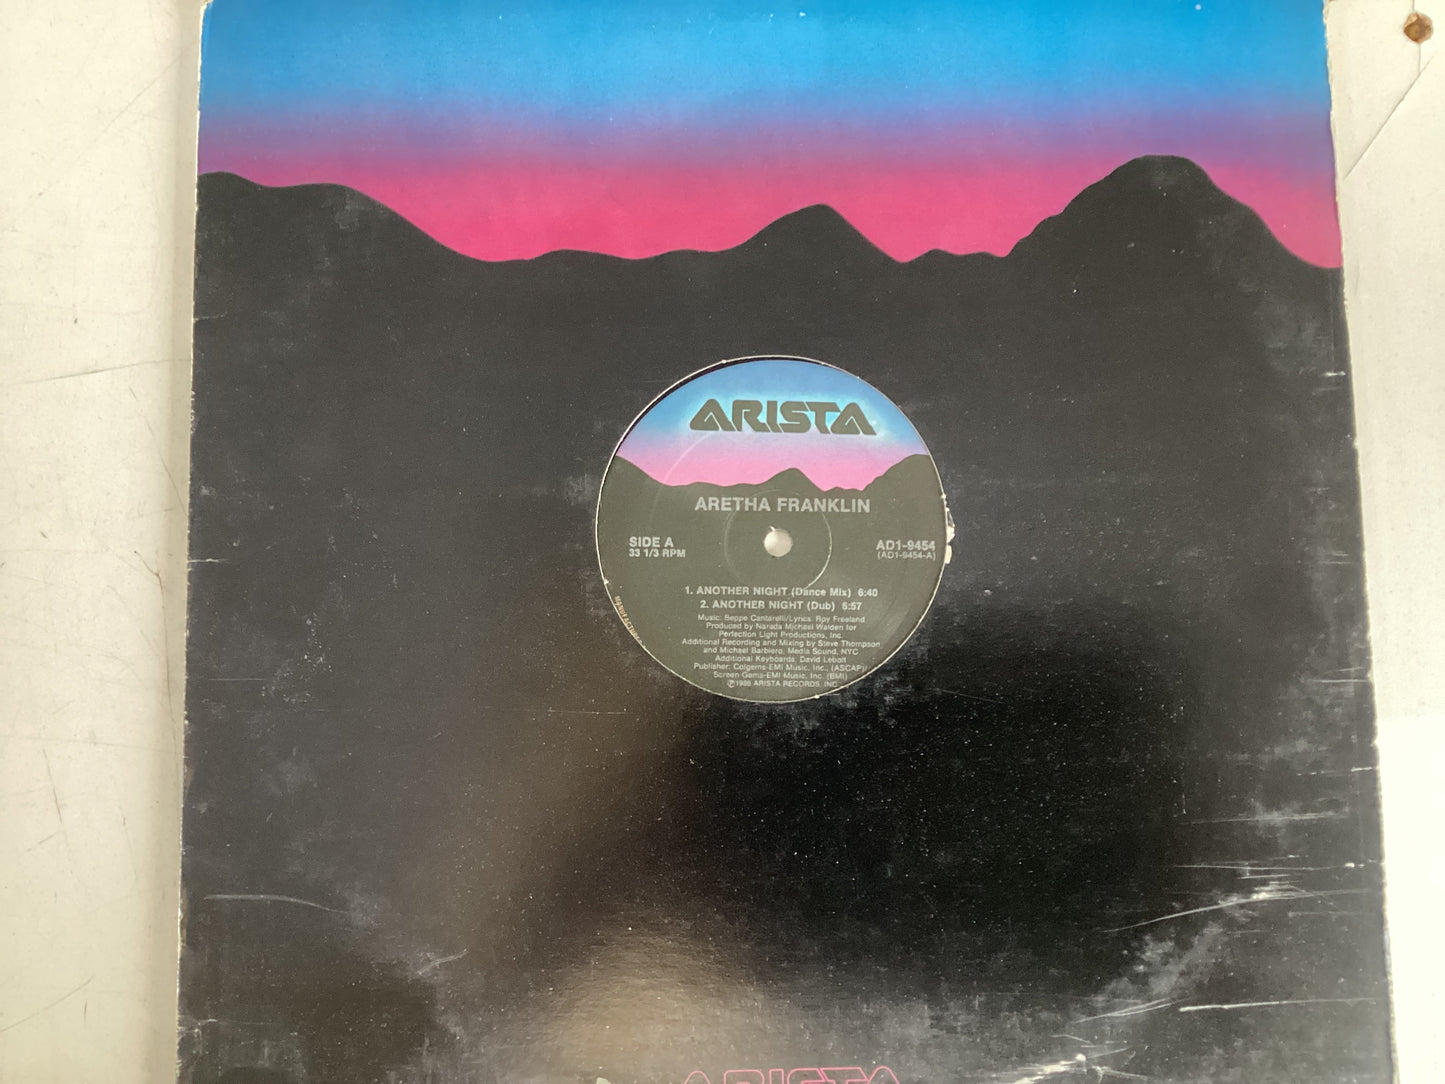 ARISTA
ARETHA FRANKLIN
SIDE A
33 1/3 RPM
AD1-9454
(AD1-9454-A)
1. ANOTHER NIGHT (Dance Mix) 6:40
2. ANOTHER NIGHT (Dub) 6:57
Music: Beppe Cantarelli/Lyrics: Roy Freeland
Produced by Narada Michael Walden for
Perfection Light Productions, Inc.
Additional Recording and Mixing by Steve Thompson
and Michael Barbiero, Media Sound, NYC
Additional Keyboards: David Lebolt
Publisher: Colgems-EMI Music, Inc., (ASCAP)/
Screen Gems-EMI Music, Inc. (BMI)
℗1986 ARISTA RECORDS, INC
ARISTA